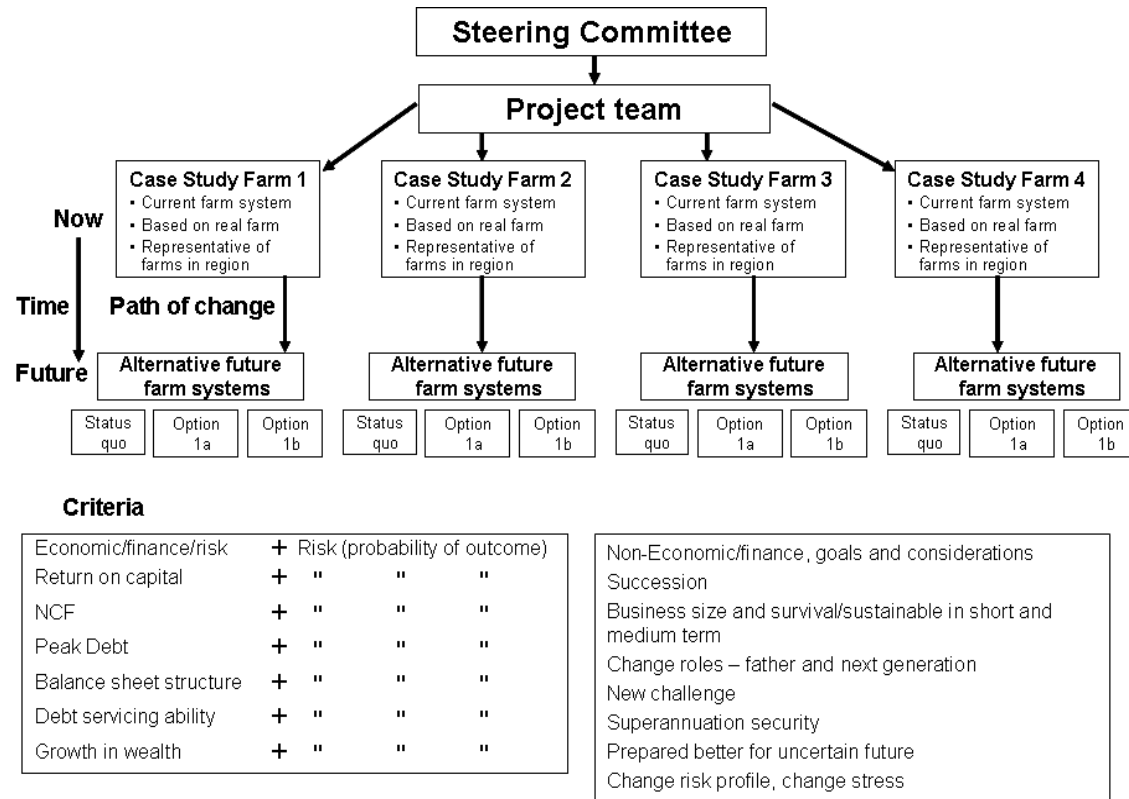 Steering Committee
Project team
Case Study Farm 1
▪ Current farm system
▪ Based on real farm
▪ Representative of
farms in region
Case Study Farm 2
▪ Current farm system
▪ Based on real farm
▪ Representative of
farms in region
Case Study Farm 3
▪ Current farm system
▪ Based on real farm
▪ Representative of
farms in region
Case Study Farm 4
▪ Current farm system
▪ Based on real farm
▪ Representative of
farms in region
Now
Time
Path of change
Future
Alternative future
farm systems
Alternative future
farm systems
Alternative future
farm systems
Alternative future
farm systems
Status
quo
Option
1a
Option
1b
Status
quo
Option
1a
Option
1b
Status
quo
Option
1a
Option
1b
Status
quo
Option
1a
Option
1b
Criteria
Economic/finance/risk + Risk (probability of outcome)
Return on capital + " " "
NCF + " " "
Peak Debt + " " "
Balance sheet structure + " " "
Debt servicing ability + " " "
Growth in wealth + " " "
Non-Economic/finance, goals and considerations
Succession
Business size and survival/sustainable in short and
medium term
Change roles – father and next generation
New challenge
Superannuation security
Prepared better for uncertain future
Change risk profile, change stress